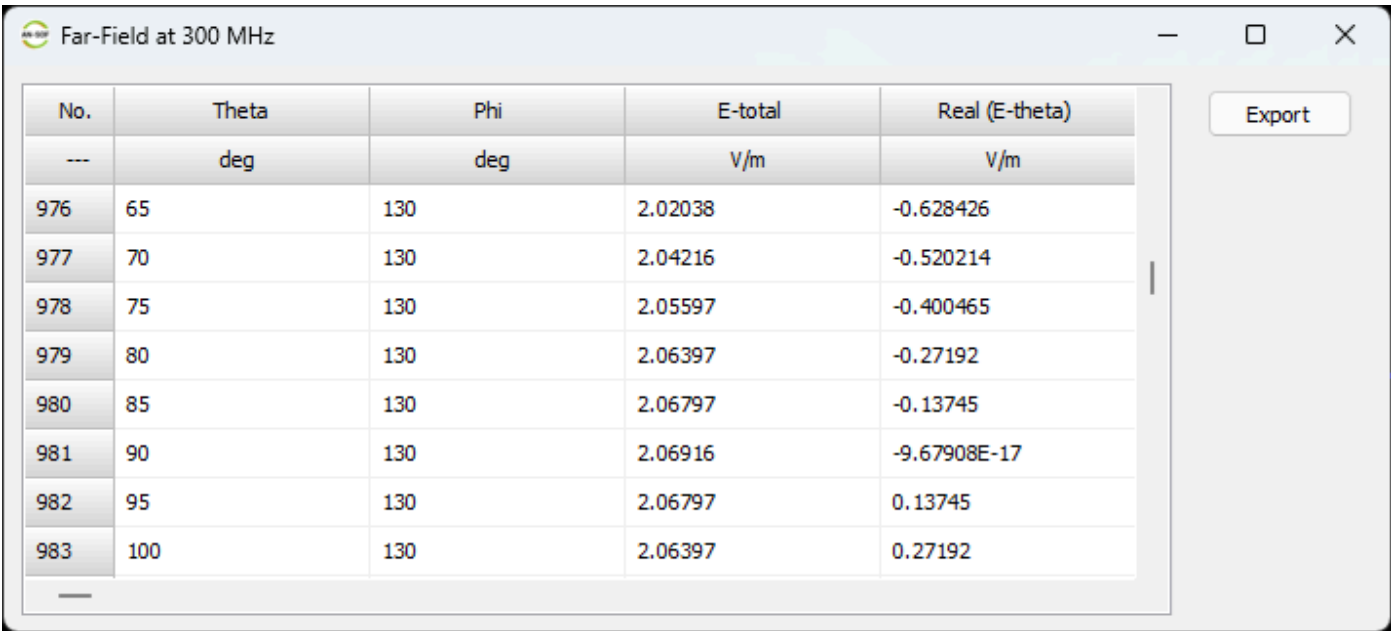 AN-SOF Far-Field at 300 MHz
No. Theta Phi E-total Real (E-theta) Export
--- deg deg V/m V/m
976 65 130 2.02038 -0.628426
977 70 130 2.04216 -0.520214
978 75 130 2.05597 -0.400465
979 80 130 2.06397 -0.27192
980 85 130 2.06797 -0.13745
981 90 130 2.06916 -9.67908E-17
982 95 130 2.06797 0.13745
983 100 130 2.06397 0.27192